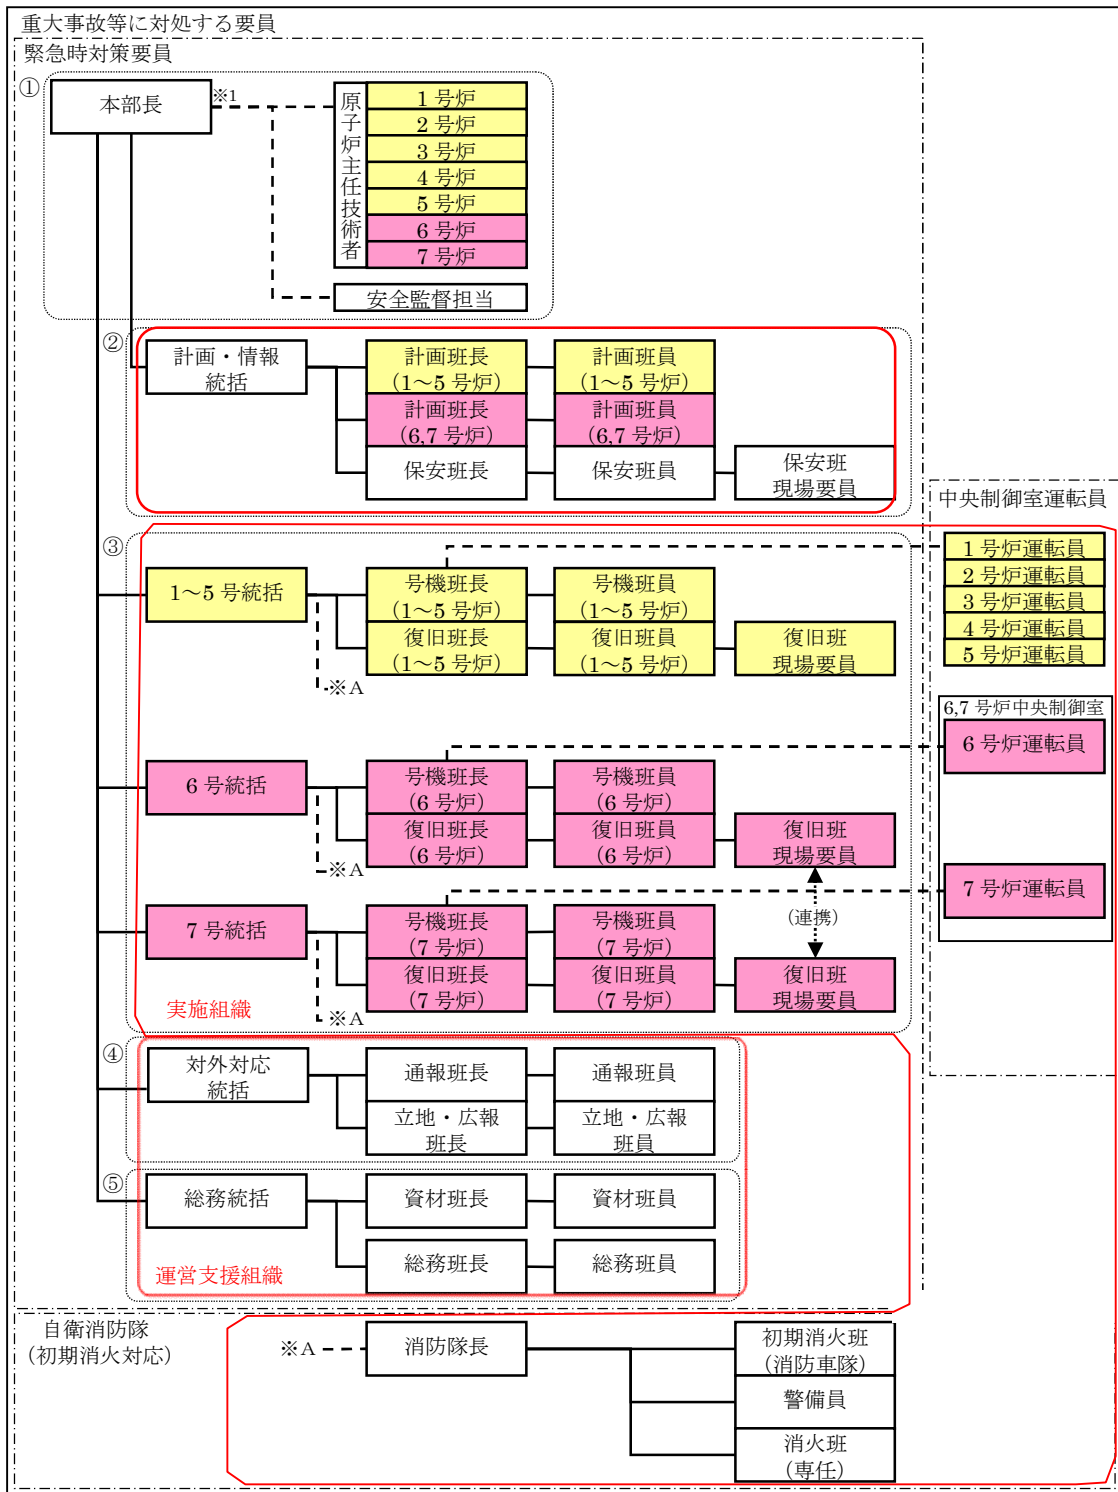 重大事故等に対処する要員
緊急時対策要員
①
本部長
※1
原子炉主任技術者
1 号炉
2 号炉
3 号炉
4 号炉
5 号炉
6 号炉
7 号炉
安全監督担当
②
計画・情報
統括
計画班長
(1～5 号炉)
計画班員
(1～5 号炉)
計画班長
(6,7 号炉)
計画班員
(6,7 号炉)
保安班長
保安班員
保安班
現場要員
中央制御室運転員
③
1～5 号統括
号機班長
(1～5 号炉)
号機班員
(1～5 号炉)
復旧班長
(1～5 号炉)
復旧班員
(1～5 号炉)
復旧班
現場要員
※A
1 号炉運転員
2 号炉運転員
3 号炉運転員
4 号炉運転員
5 号炉運転員
6,7 号炉中央制御室
6 号炉運転員
6 号統括
号機班長
(6 号炉)
号機班員
(6 号炉)
復旧班長
(6 号炉)
復旧班員
(6 号炉)
復旧班
現場要員
※A
7 号炉運転員
(連携)
7 号統括
号機班長
(7 号炉)
号機班員
(7 号炉)
復旧班長
(7 号炉)
復旧班員
(7 号炉)
復旧班
現場要員
実施組織
※A
④
対外対応
統括
通報班長
通報班員
立地・広報
班長
立地・広報
班員
⑤
総務統括
資材班長
資材班員
総務班長
総務班員
運営支援組織
自衛消防隊
(初期消火対応)
※A
消防隊長
初期消火班
(消防車隊)
警備員
消火班
(専任)